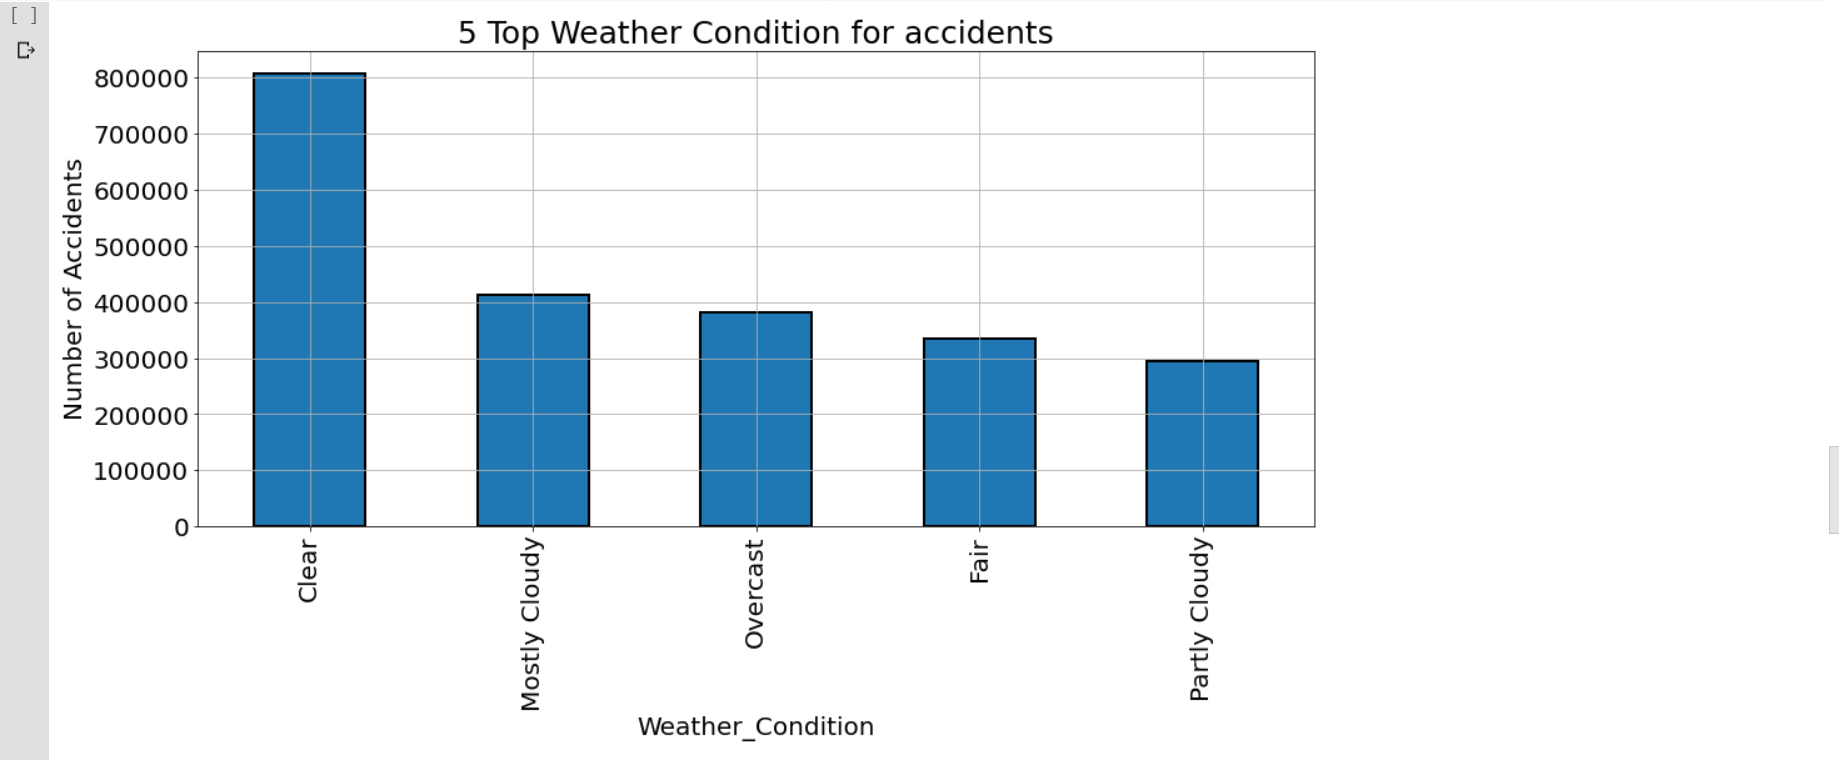 [ ]
5 Top Weather Condition for accidents
800000
700000
600000
500000
400000
300000
200000
100000
0
Number of Accidents
Clear
Mostly Cloudy
Overcast
Fair
Partly Cloudy
Weather_Condition